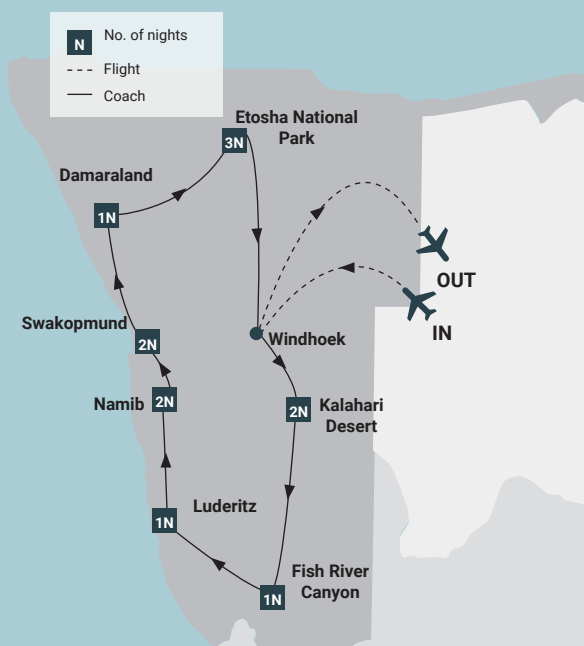 N No. of nights
Flight
Coach
Etosha National
Park
3N
Damaraland
1N
OUT
IN
Swakopmund
2N
Windhoek
Namib
2N
2N
Kalahari
Desert
Luderitz
1N
Fish River
Canyon
1N